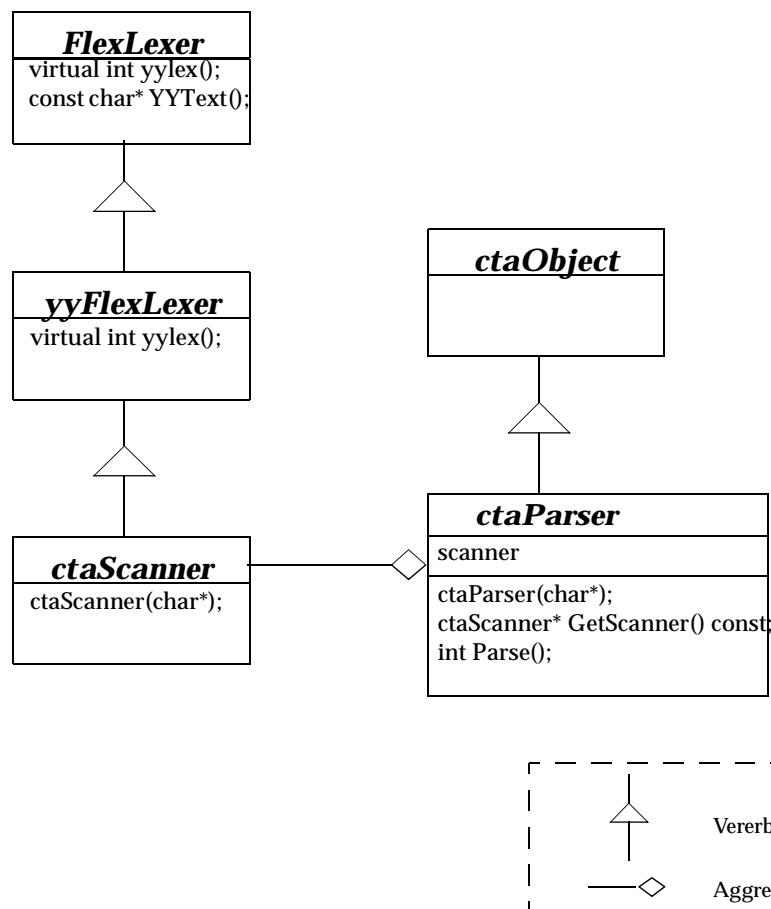 FlexLexer
virtual int yylex();
const char* YYText();
yyFlexLexer
virtual int yylex();
ctaScanner
ctaScanner(char*);
ctaObject
ctaParser
scanner
ctaParser(char*);
ctaScanner* GetScanner() const;
int Parse();
Vererb
Aggre